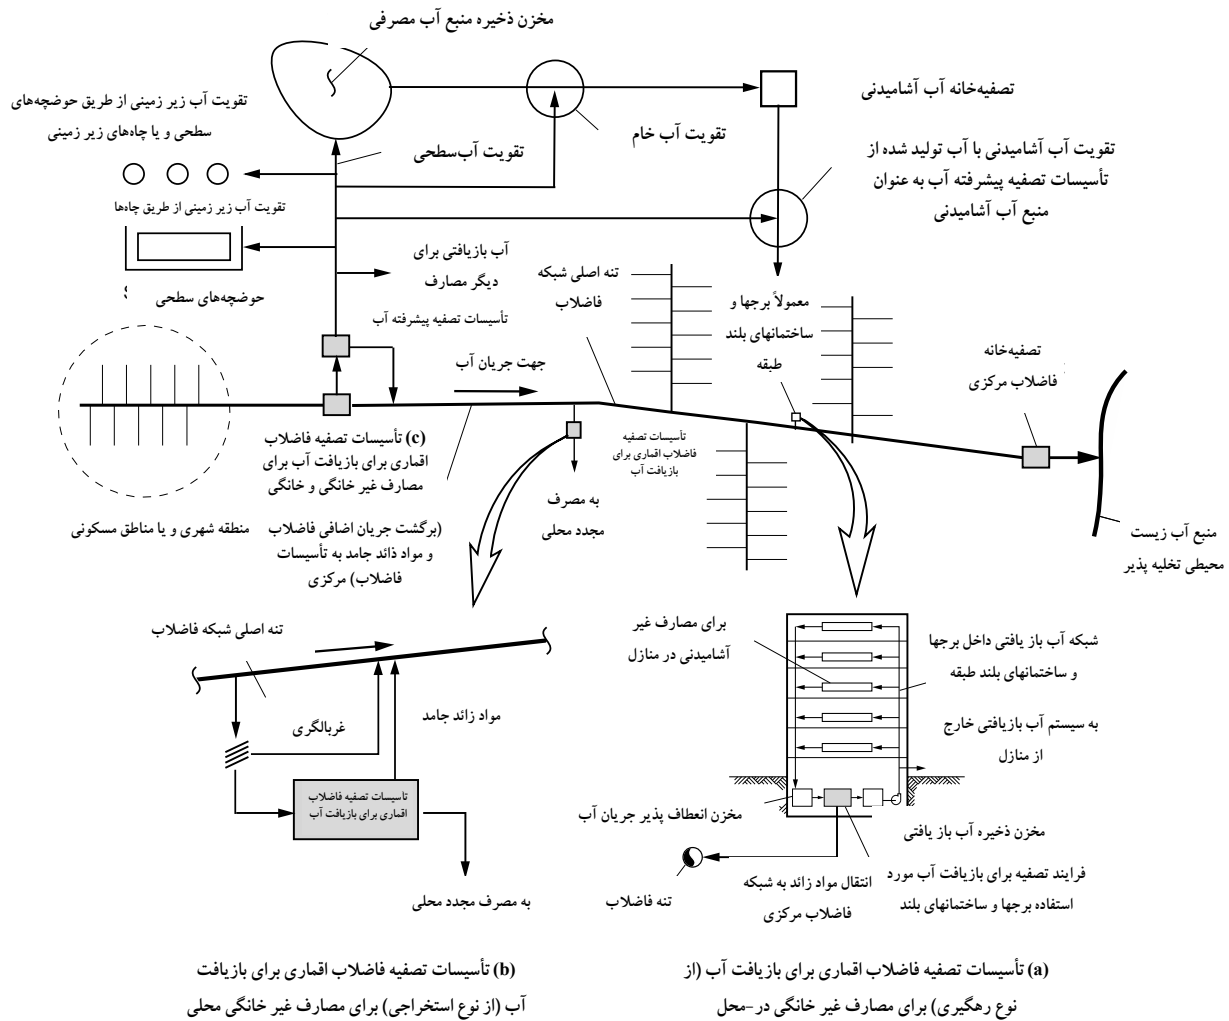 مخزن ذخیره منبع آب مصرفی
تصفیه‌خانه آب آشامیدنی
تقویت آب زیر زمینی از طریق حوضچه‌های
سطحی و یا چاه‌های زیر زمینی
تقویت آب خام
تقویت آب‌سطحی
تقویت آب آشامیدنی با آب تولید شده از
تأسیسات تصفیه پیشرفته آب به عنوان
منبع آب آشامیدنی
تقویت آب زیر زمینی از طریق چاه‌ها
آب بازیافتی برای
دیگر مصارف
تنه اصلی شبکه
فاضلاب
حوضچه‌های سطحی
معمولاً برجها و
ساختمانهای بلند
طبقه
تأسیسات تصفیه پیشرفته آب
جهت جریان آب
تصفیه‌خانه
فاضلاب مرکزی
(c) تأسیسات تصفیه فاضلاب
اقماری برای بازیافت آب برای
مصارف غیر خانگی و خانگی
تأسیسات تصفیه
فاضلاب اقماری برای
بازیافت آب
به مصرف
مجدد محلی
منطقه شهری و یا مناطق مسکونی
(برگشت جریان اضافی فاضلاب
و مواد ذائد جامد به تأسیسات
فاضلاب) مرکزی
منبع آب زیست
محیطی تخلیه پذیر
تنه اصلی شبکه فاضلاب
برای مصارف غیر
آشامیدنی در منازل
شبکه آب باز یافتی داخل برجها
و ساختمانهای بلند طبقه
مواد زائد جامد
غربالگری
به سیستم آب بازیافتی خارج
از منازل
تأسیسات تصفیه فاضلاب
اقماری برای بازیافت آب
مخزن انعطاف پذیر جریان آب
مخزن ذخیره آب باز یافتی
به مصرف مجدد محلی
تنه فاضلاب
انتقال مواد زائد به شبکه
فاضلاب مرکزی
فرایند تصفیه برای بازیافت آب مورد
استفاده برجها و ساختمانهای بلند
(a) تأسیسات تصفیه فاضلاب اقماری برای بازیافت آب (از
نوع رهگیری) برای مصارف غیر خانگی در-محل
(b) تأسیسات تصفیه فاضلاب اقماری برای بازیافت
آب (از نوع استخراجی) برای مصارف غیر خانگی محلی